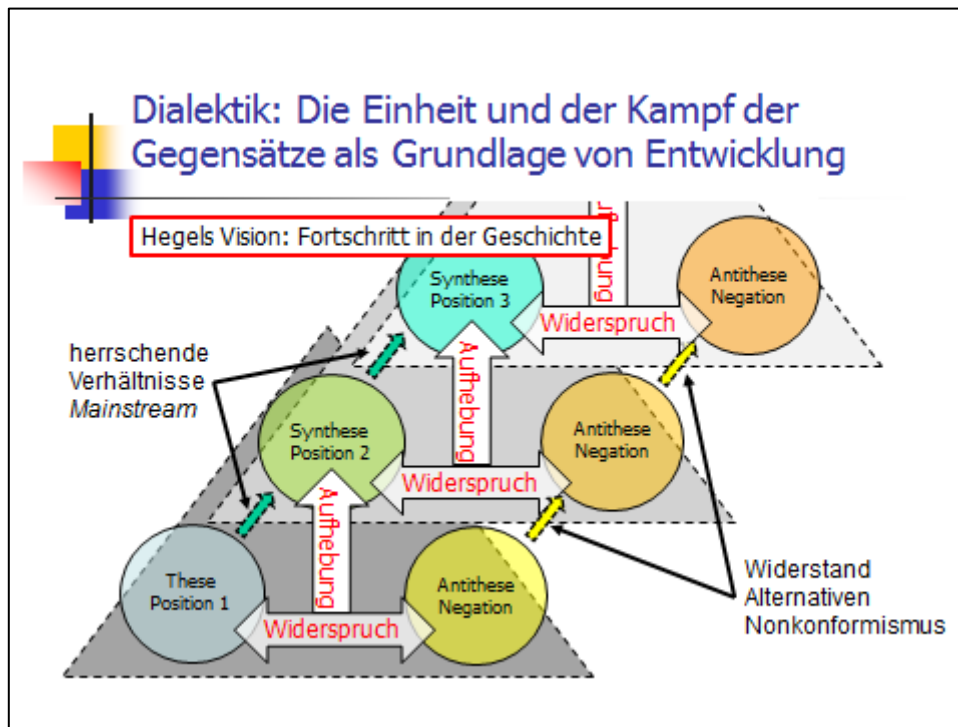 Dialektik: Die Einheit und der Kampf der
Gegensätze als Grundlage von Entwicklung
Hegels Vision: Fortschritt in der Geschichte
Synthese
Position 3
Widerspruch
Antithese
Negation
herrschende
Verhältnisse
Mainstream
Aufhebung
Synthese
Position 2
Widerspruch
Antithese
Negation
Aufhebung
These
Position 1
Widerspruch
Antithese
Negation
Widerstand
Alternativen
Nonkonformismus